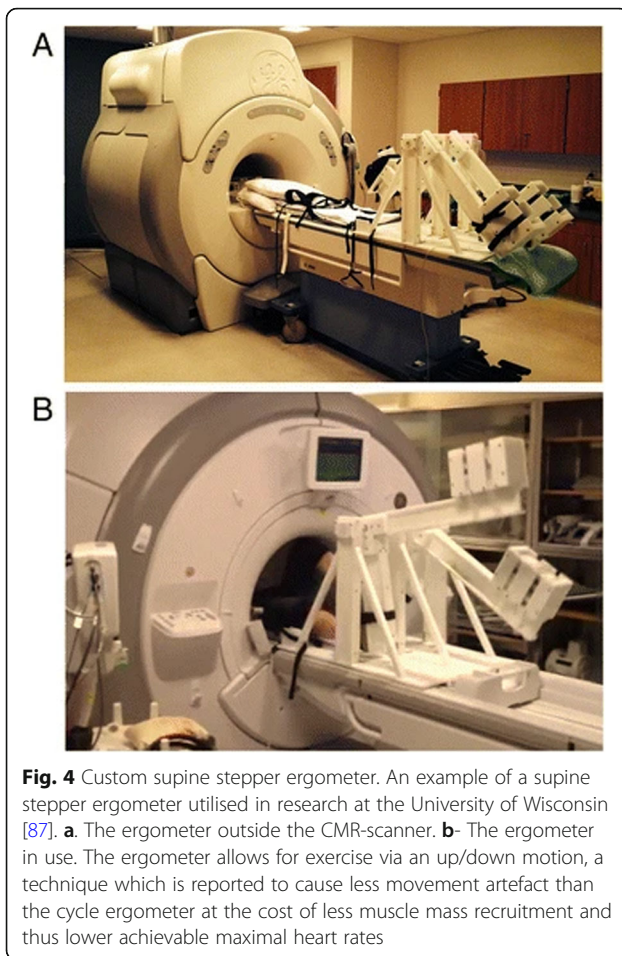 A
B
Fig. 4 Custom supine stepper ergometer. An example of a supine
stepper ergometer utilised in research at the University of Wisconsin
[87]. a. The ergometer outside the CMR-scanner. b- The ergometer
in use. The ergometer allows for exercise via an up/down motion, a
technique which is reported to cause less movement artefact than
the cycle ergometer at the cost of less muscle mass recruitment and
thus lower achievable maximal heart rates